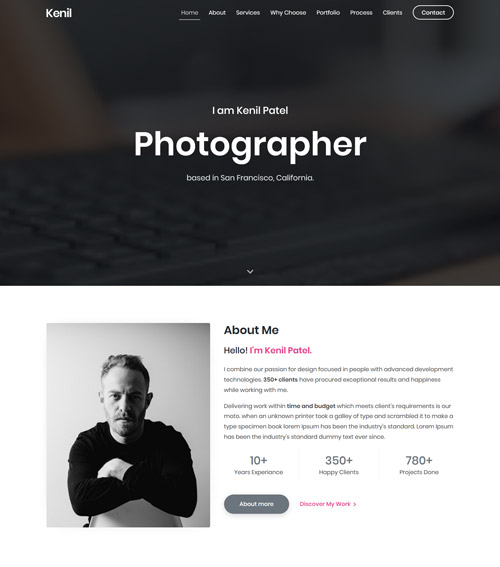 Kenil
Home About Services Why Choose Portfolio Process Clients Contact
I am Kenil Patel
Photographer
based in San Francisco, California.
About Me
Hello! I'm Kenil Patel.
I combine our passion for design focused in people with advanced development
technologies. 350+ clients have procured exceptional results and happiness
while working with me.
Delivering work within time and budget which meets client's requirements is our
moto. when an unknown printer took a galley of type and scrambled it to make a
type specimen book lorem Ipsum has been the industry's standard. Lorem Ipsum
has been the industry's standard dummy text ever since.
10+ 350+ 780+
Years Experiance Happy Clients Projects Done
About more Discover My Work